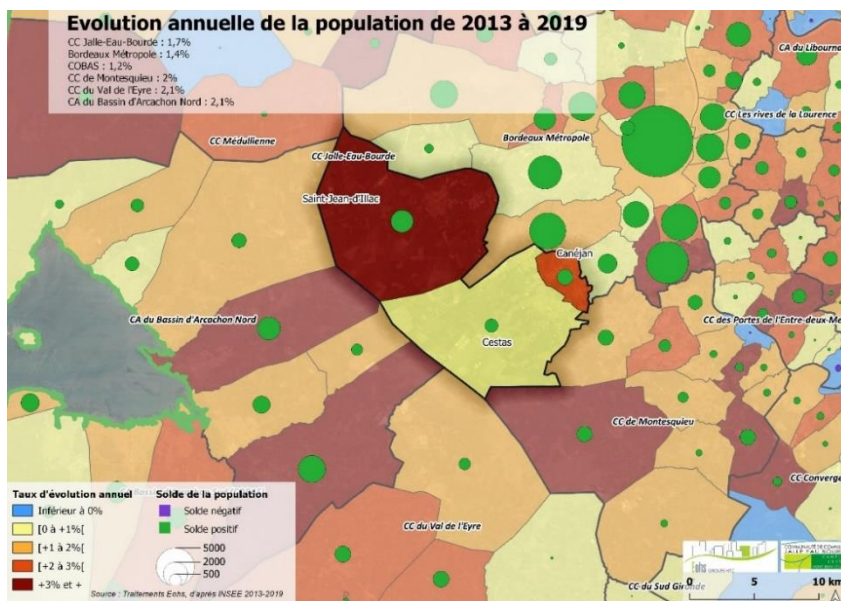 Evolution annuelle de la population de 2013 à 2019
CC Jalle-Eau-Bourde : 1,7%
Bordeaux Métropole : 1,4%
COBAS : 1,2%
CC de Montesquieu : 2%
CC du Val de l'Eyre : 2,1%
CA du Bassin d'Arcachon Nord : 2,1%
CA du Libourna
CC Les rives de la Laurence
CC Médullienne
CC Jalle-Eau-Bourde
Bordeaux Métropole
Saint-Jean-d'Illac
Canéjan
CA du Bassin d'Arcachon Nord
CC des Portes de l'Entre-deux-Me
Cestas
CC de Montesquieu
CC Converge
CC du Val de l'Eyre
CC du Sud Gironde
Taux d'évolution annuel
Inférieur à 0%
[0 à +1%[
[+1 à 2%[
[+2 à 3%[
+3% et +
Solde de la population
Solde négatif
Solde positif
5000
2000
500
Source : Traitements Eohs, d'après INSEE 2013-2019
Eohs
JALLE EAU BOURDE
0 5 10 km